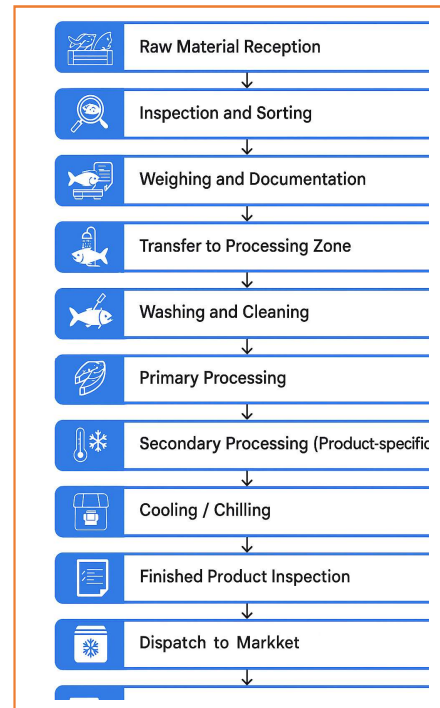 Raw Material Reception
Inspection and Sorting
Weighing and Documentation
Transfer to Processing Zone
Washing and Cleaning
Primary Processing
Secondary Processing (Product-specific
Cooling / Chilling
Finished Product Inspection
Dispatch to Markket